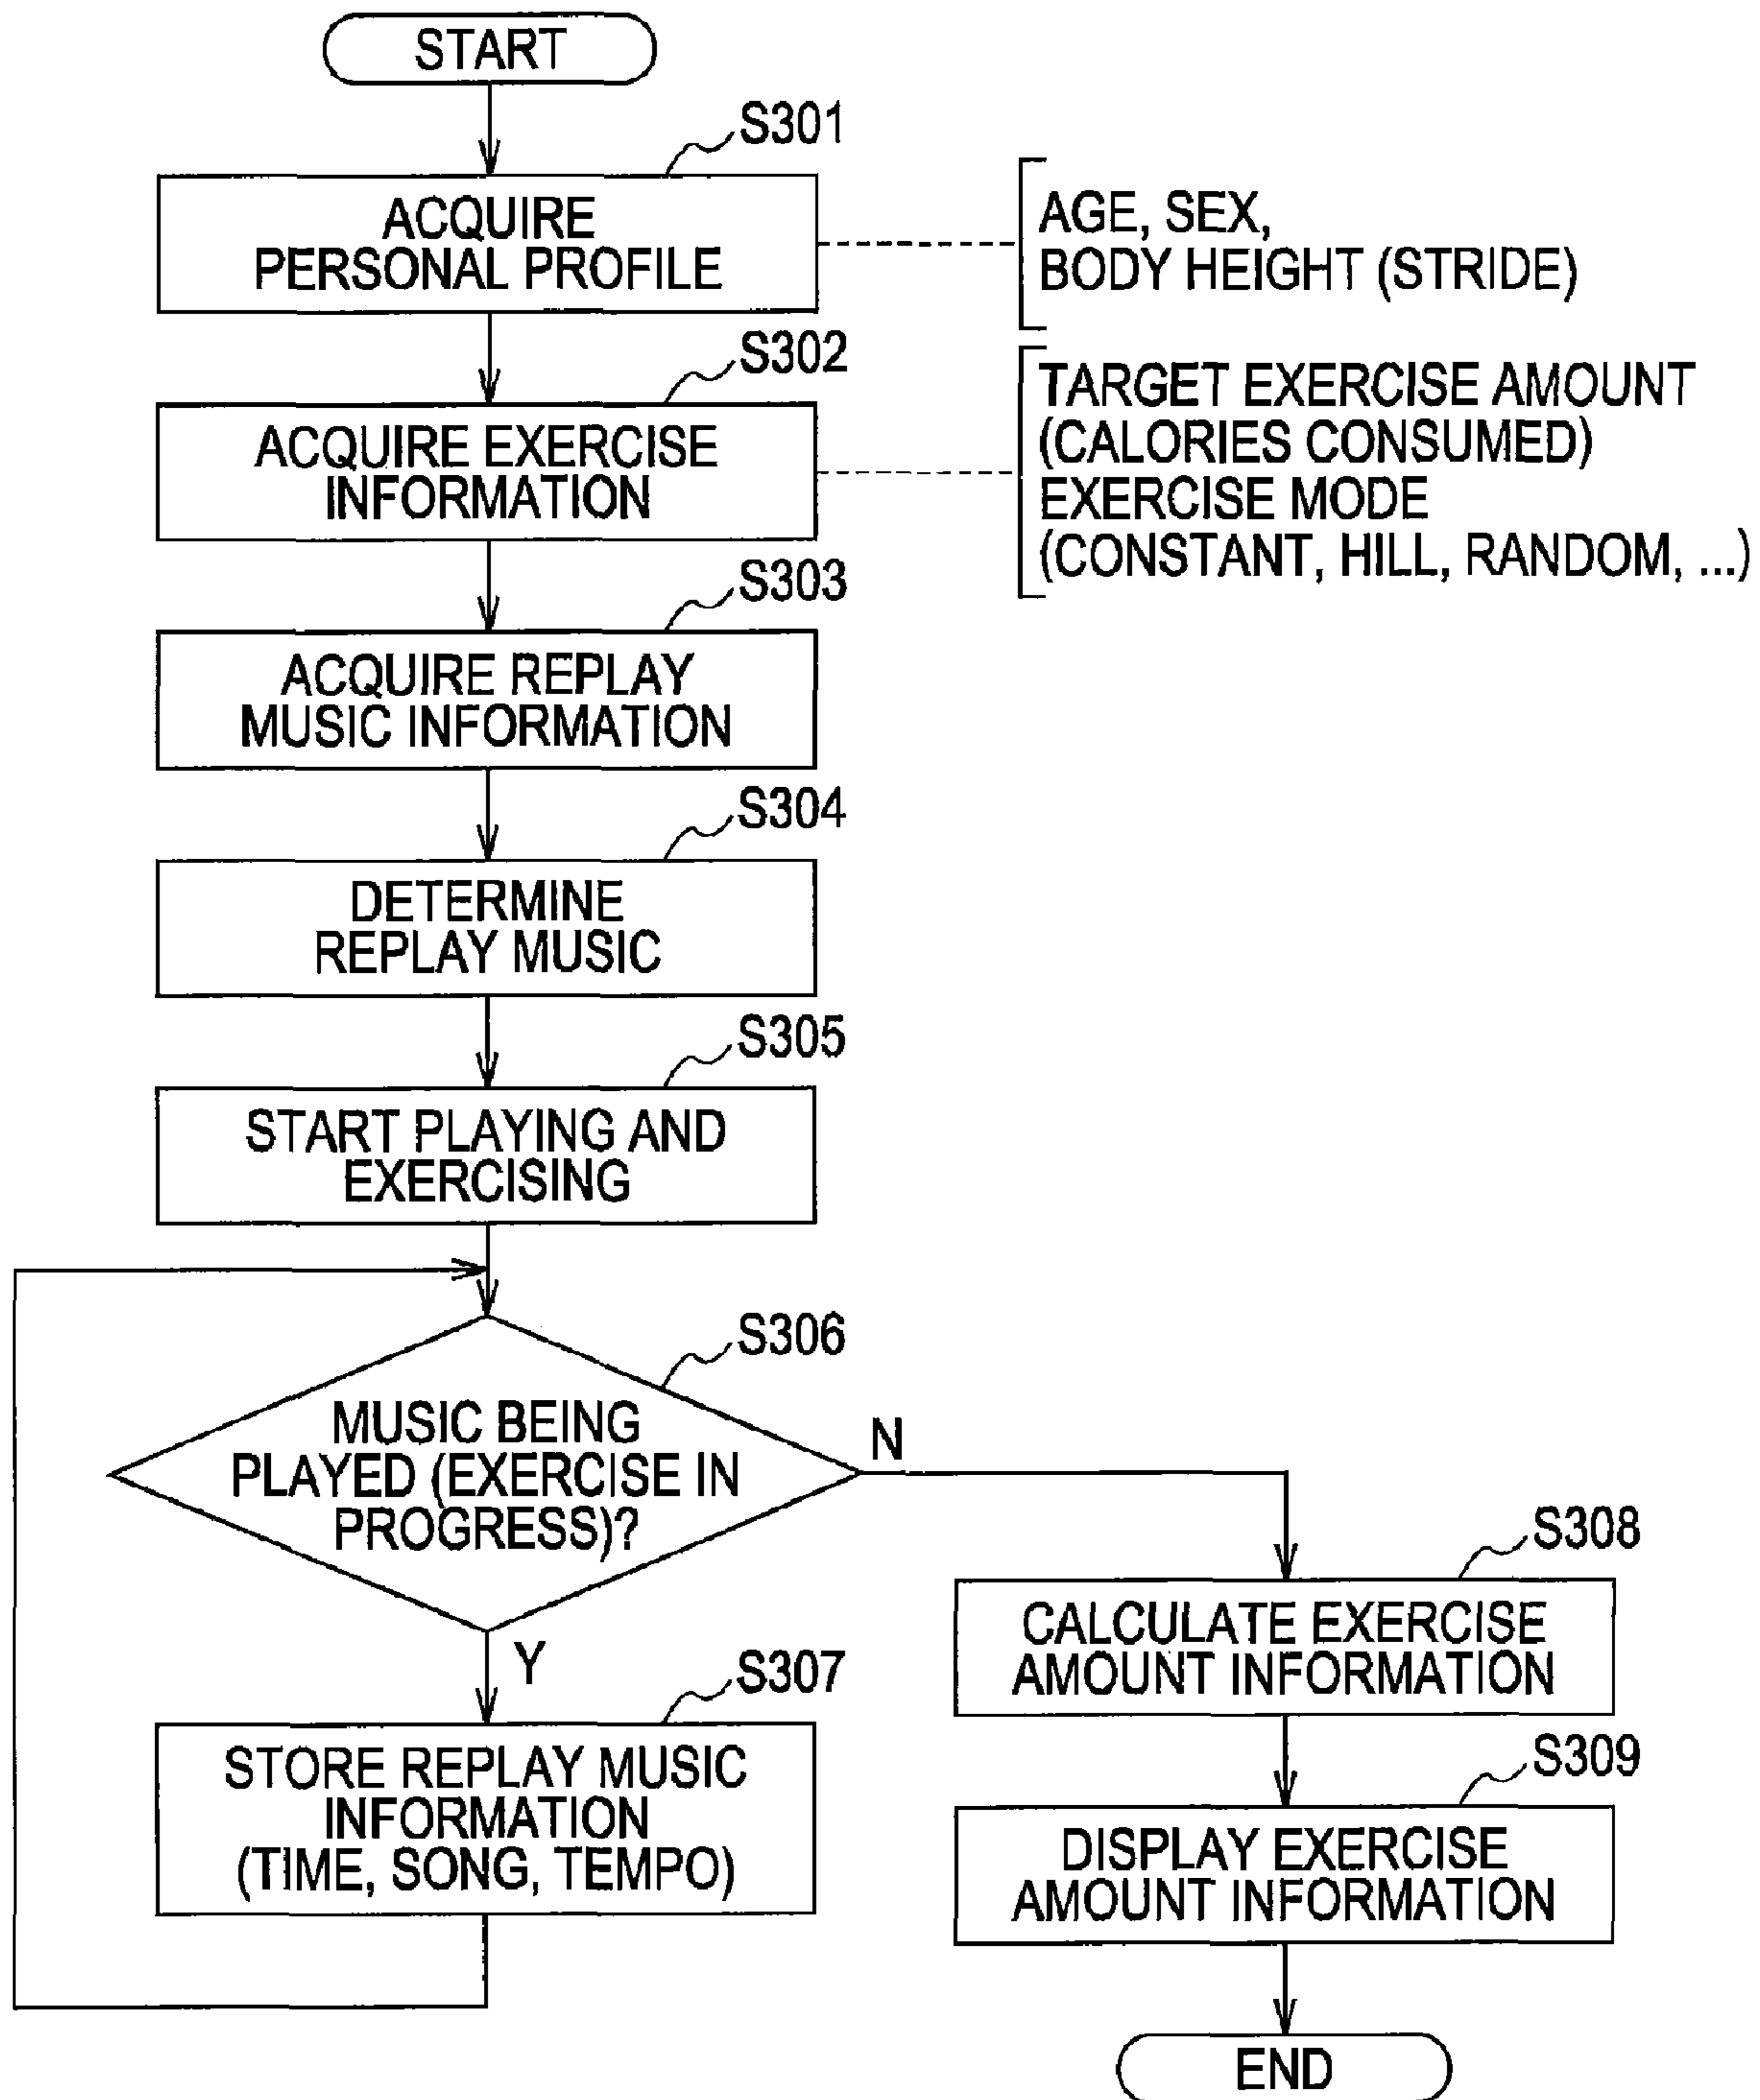 START
S301
ACQUIRE
PERSONAL PROFILE
AGE, SEX,
BODY HEIGHT (STRIDE)
S302
ACQUIRE EXERCISE
INFORMATION
TARGET EXERCISE AMOUNT
(CALORIES CONSUMED)
EXERCISE MODE
(CONSTANT, HILL, RANDOM, ...)
S303
ACQUIRE REPLAY
MUSIC INFORMATION
S304
DETERMINE
REPLAY MUSIC
S305
START PLAYING AND
EXERCISING
S306
MUSIC BEING
PLAYED (EXERCISE IN
PROGRESS)?
N
Y
S307
STORE REPLAY MUSIC
INFORMATION
(TIME, SONG, TEMPO)
S308
CALCULATE EXERCISE
AMOUNT INFORMATION
S309
DISPLAY EXERCISE
AMOUNT INFORMATION
END